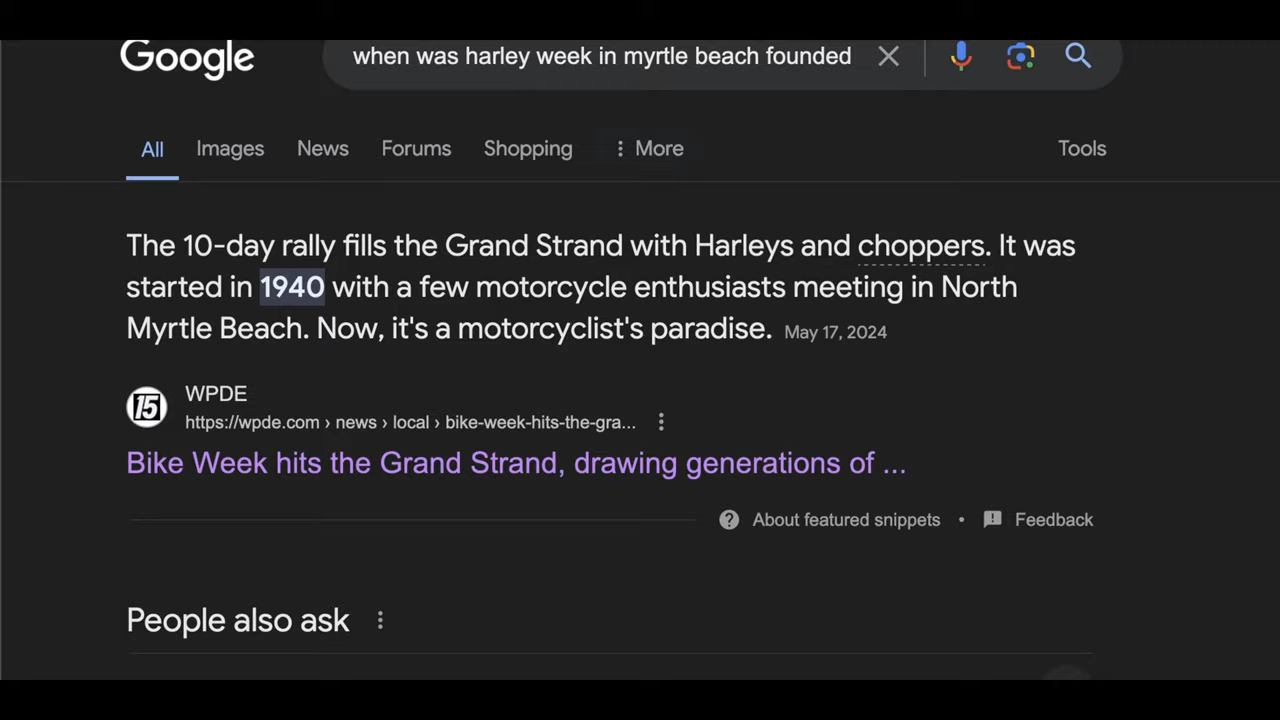 Google
when was harley week in myrtle beach founded
All Images News Forums Shopping More Tools
The 10-day rally fills the Grand Strand with Harleys and choppers. It was
started in 1940 with a few motorcycle enthusiasts meeting in North
Myrtle Beach. Now, it's a motorcyclist's paradise. May 17, 2024
15
WPDE
https://wpde.com › news › local › bike-week-hits-the-gra...
Bike Week hits the Grand Strand, drawing generations of ...
About featured snippets • Feedback
People also ask